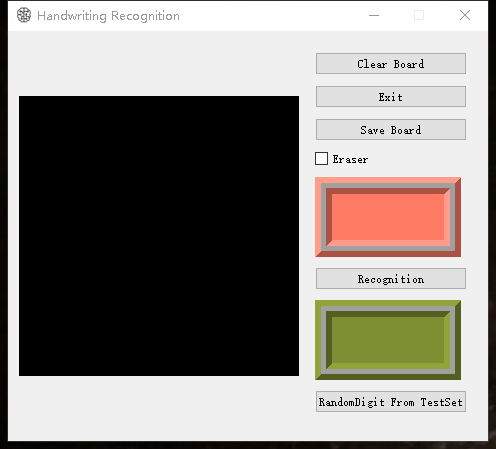 Handwriting Recognition
Clear Board
Exit
Save Board
Eraser
Recognition
RandomDigit From TestSet